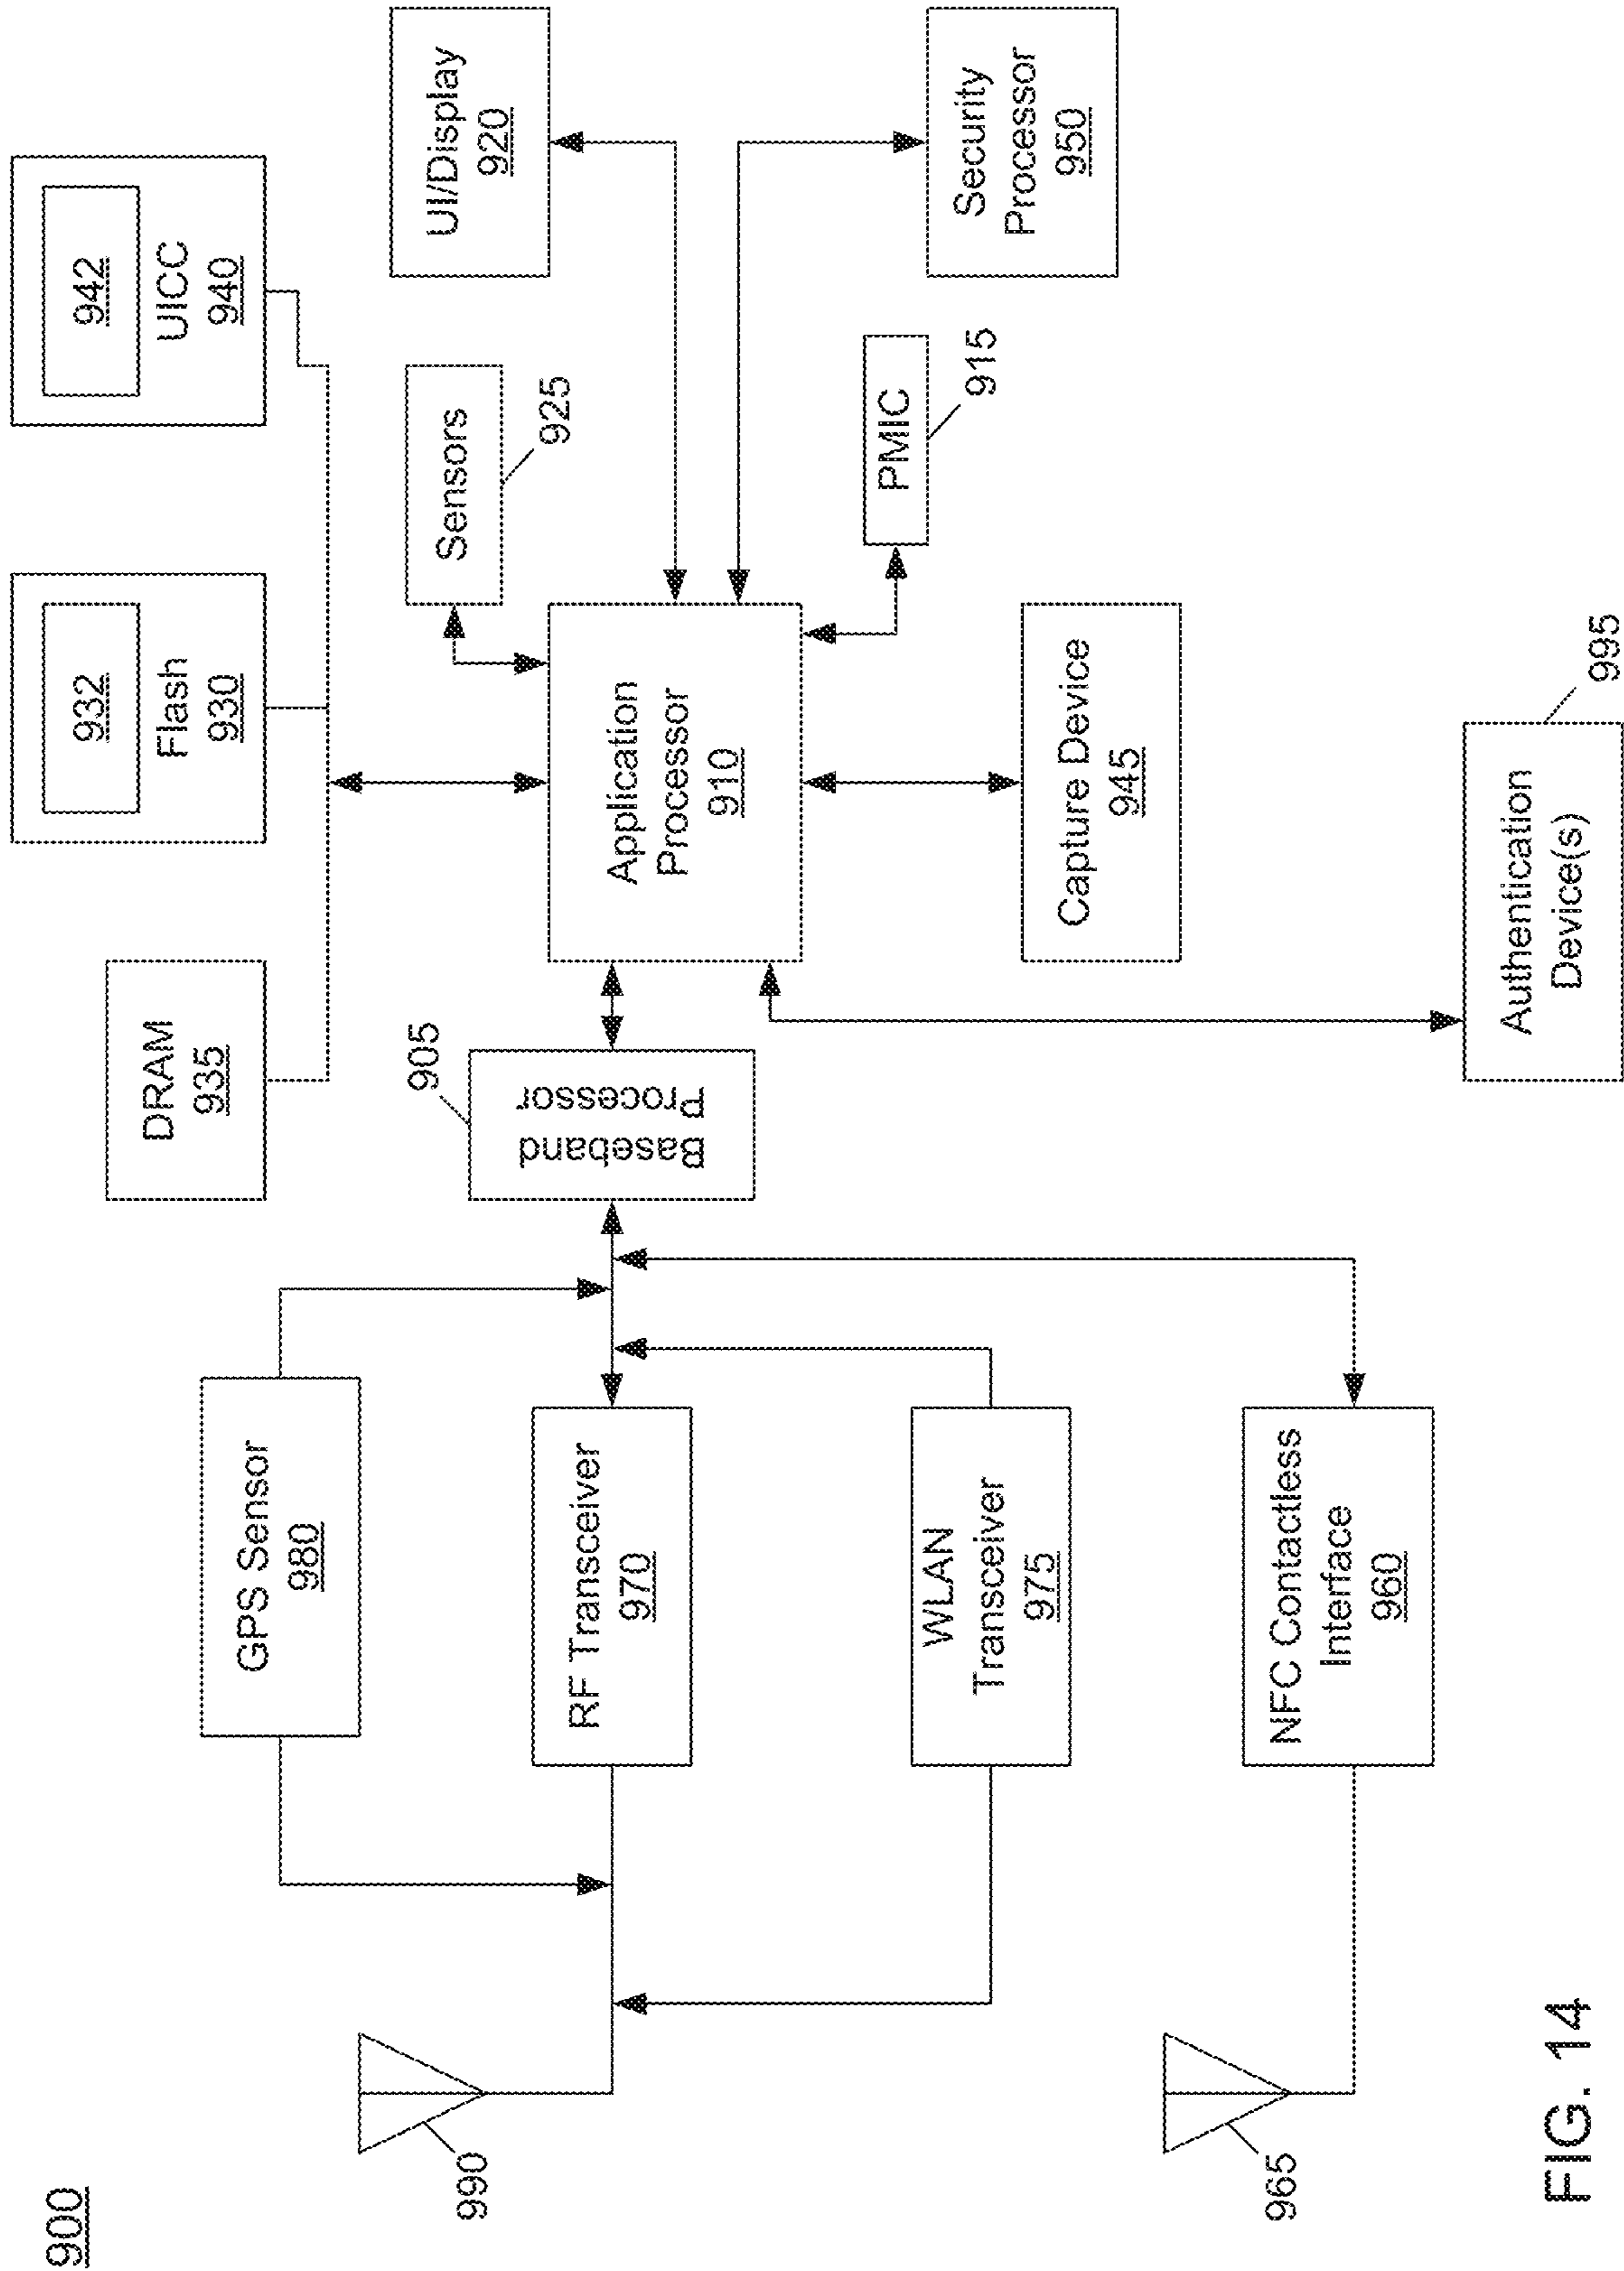 900
990
965
GPS Sensor
980
RF Transceiver
970
WLAN
Transceiver
975
NFC Contactless
Interface
960
905
Baseband
Processor
DRAM
935
932
Flash
930
942
UICC
940
Sensors
925
UI/Display
920
Application
Processor
910
PMIC
915
Security
Processor
950
Capture Device
945
Authentication
Device(s)
995
FIG. 14